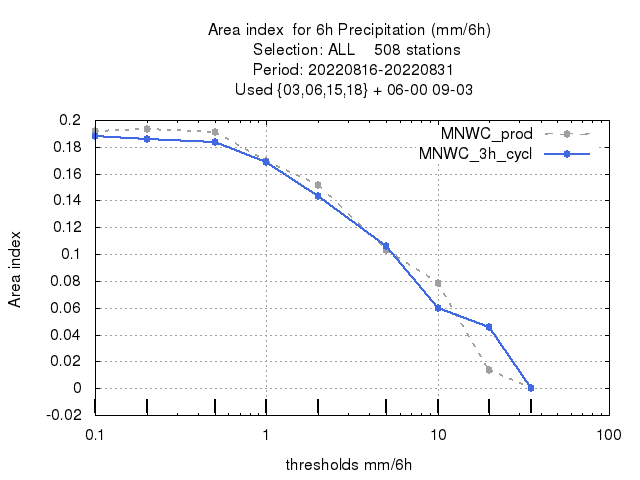 Area index for 6h Precipitation (mm/6h)
Selection: ALL 508 stations
Period: 20220816-20220831
Used {03,06,15,18} + 06-00 09-03
MNWC_prod
MNWC_3h_cycl
0.2
0.18
0.16
0.14
0.12
0.1
0.08
0.06
0.04
0.02
0
-0.02
Area index
0.1 1 10 100
thresholds mm/6h